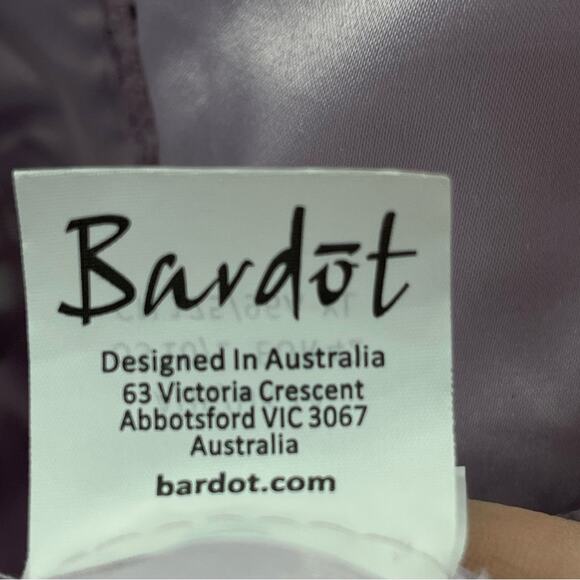 Bardōt
Designed In Australia
63 Victoria Crescent
Abbotsford VIC 3067
Australia
bardot.com